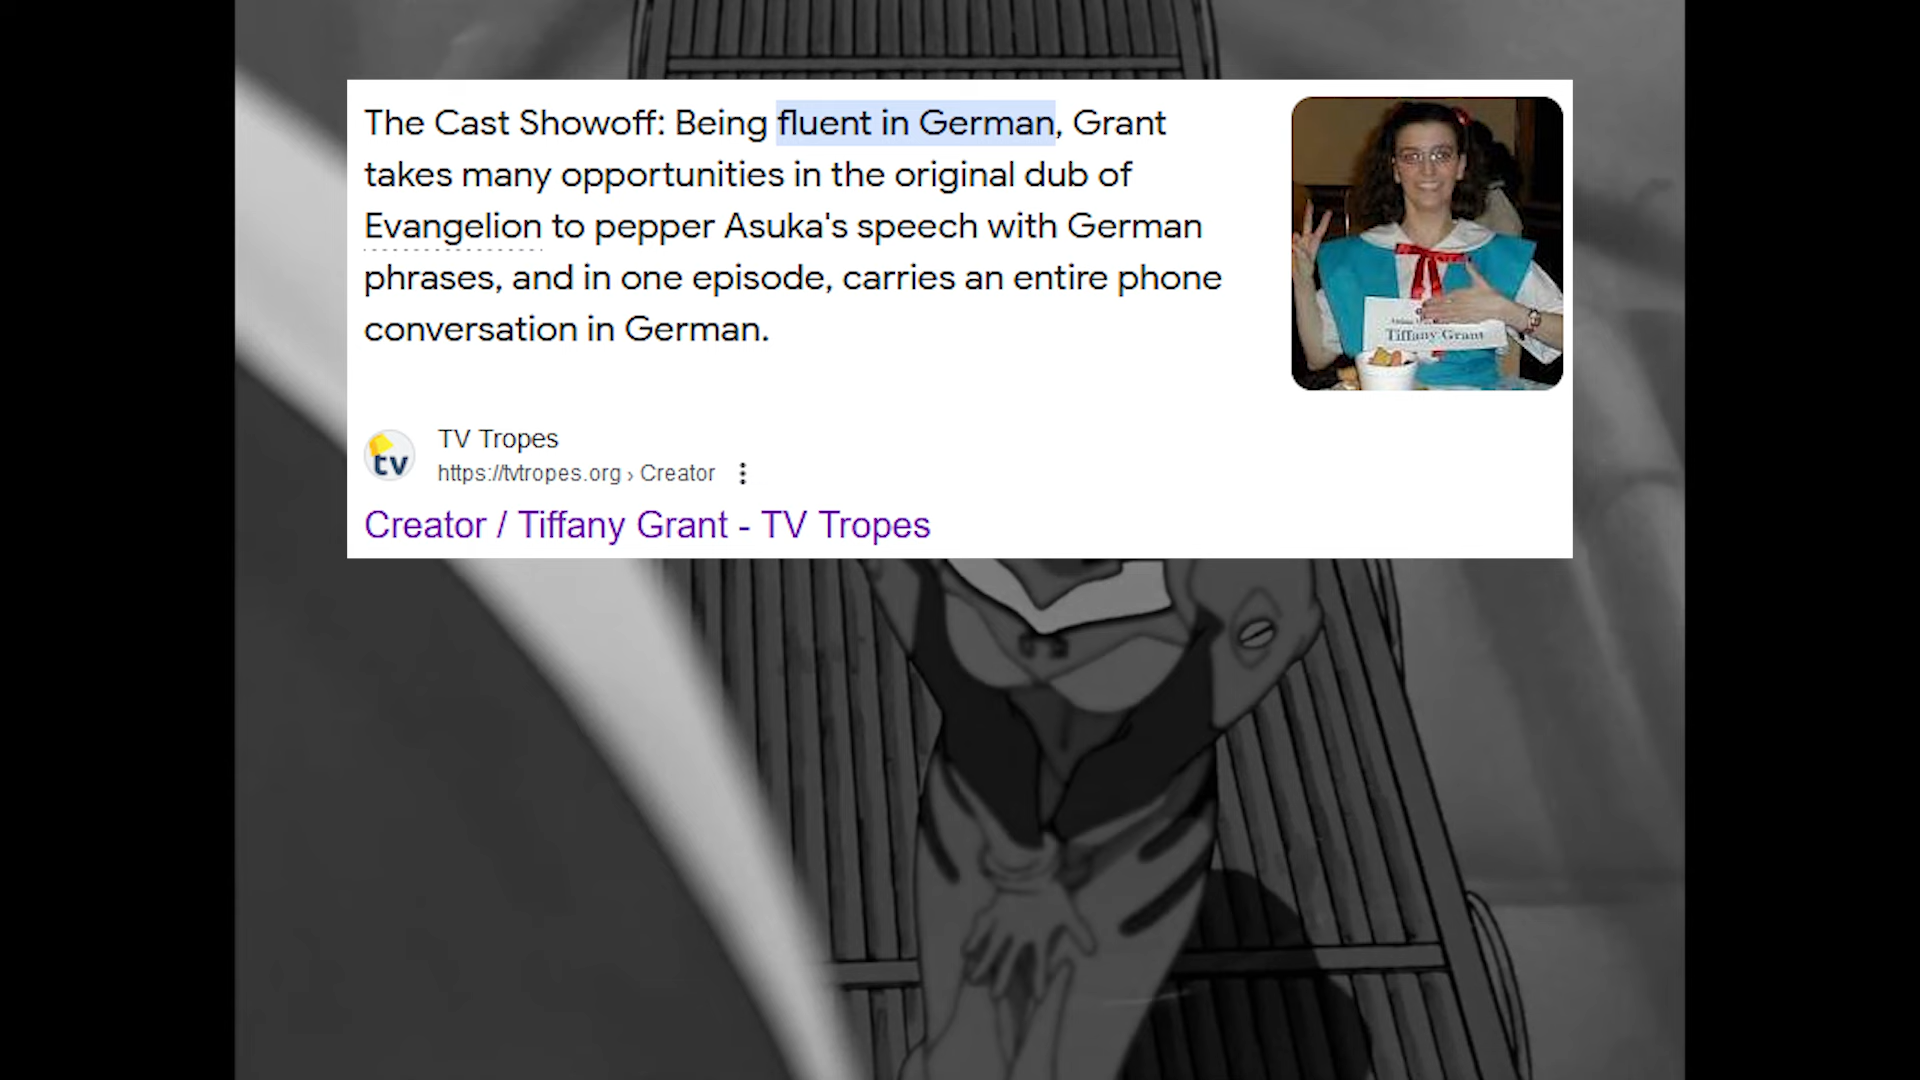 The Cast Showoff: Being fluent in German, Grant
takes many opportunities in the original dub of
Evangelion to pepper Asuka's speech with German
phrases, and in one episode, carries an entire phone
conversation in German.
Tiffany Grant
tv
TV Tropes
https://tvtropes.org › Creator
Creator / Tiffany Grant - TV Tropes